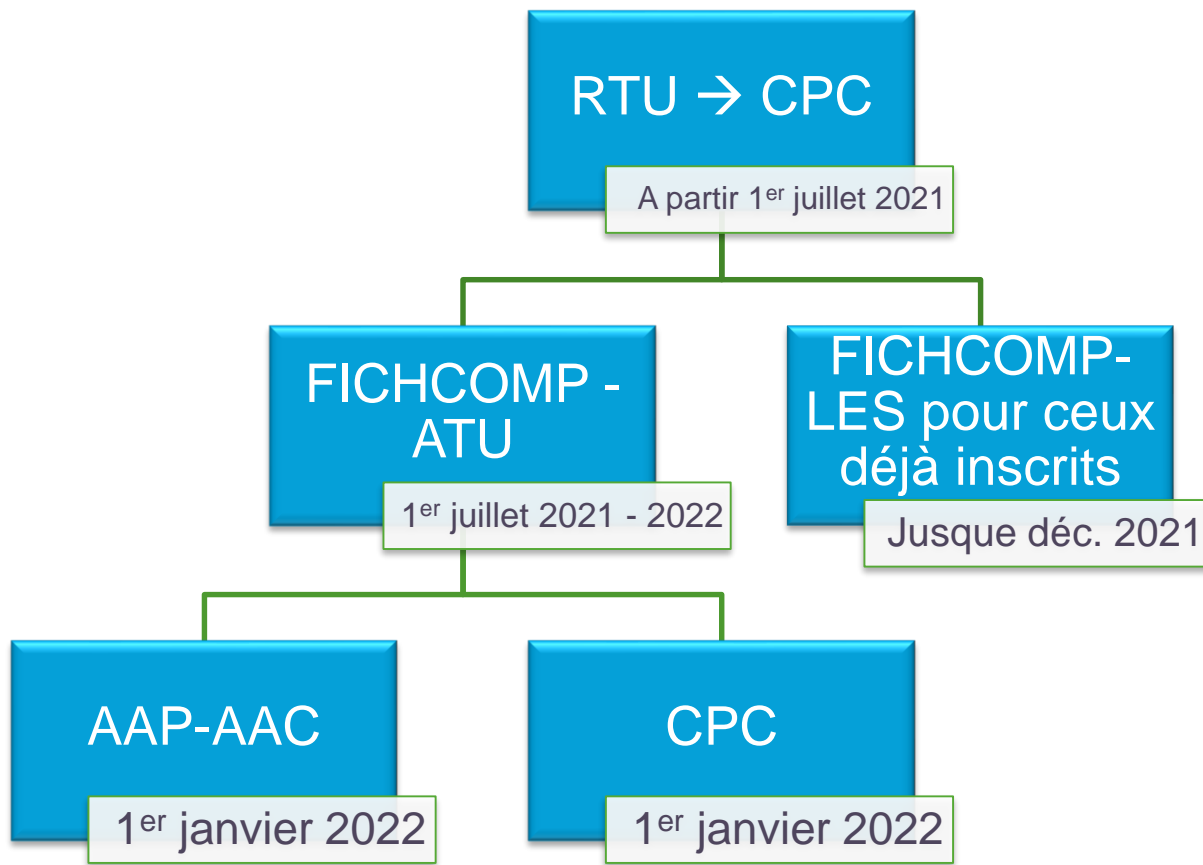 RTU → CPC
A partir 1er juillet 2021
FICHCOMP -
ATU
1er juillet 2021 - 2022
FICHCOMP-
LES pour ceux
déjà inscrits
Jusque déc. 2021
AAP-AAC
1er janvier 2022
CPC
1er janvier 2022